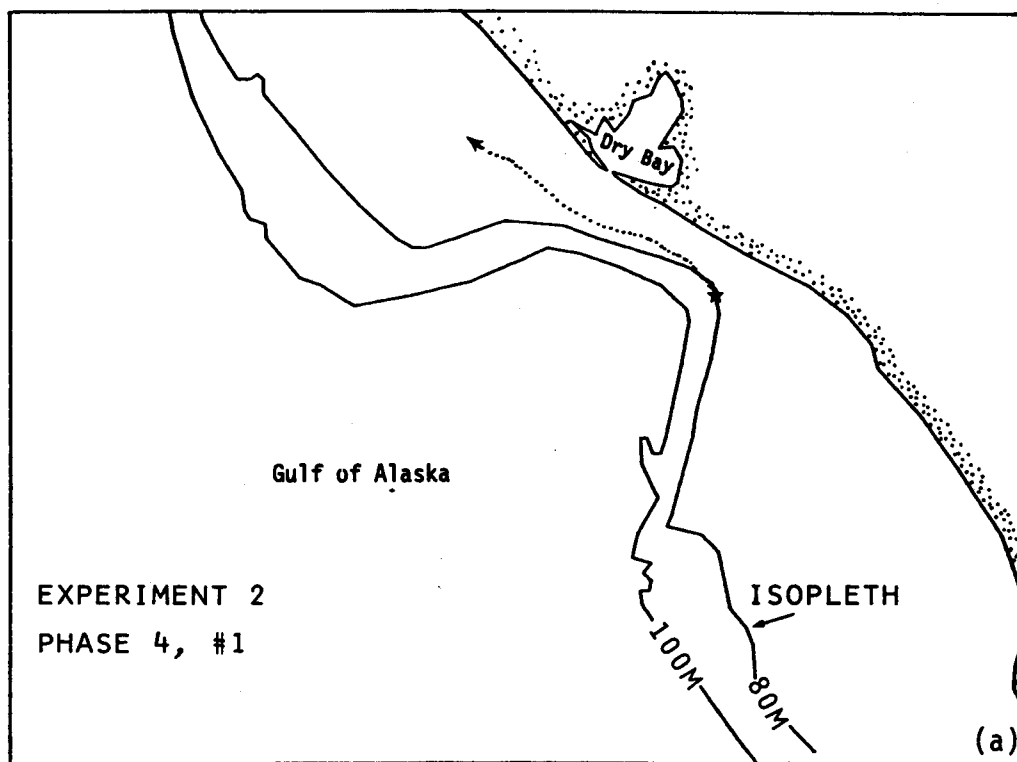 Dry Bay
Gulf of Alaska
EXPERIMENT 2
PHASE 4, #1
ISOPLETH
100M
80M
(a)